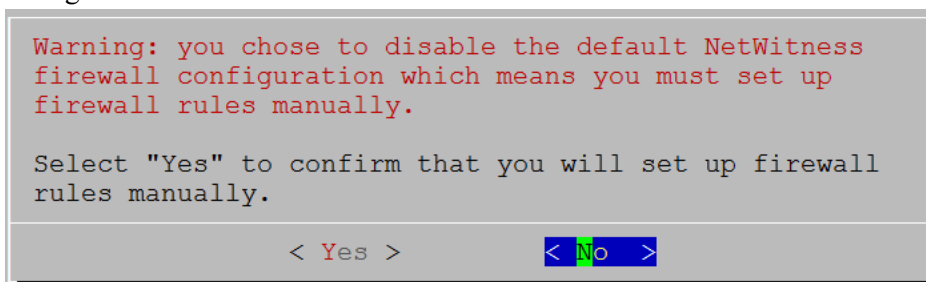 Warning: you chose to disable the default NetWitness
firewall configuration which means you must set up
firewall rules manually.
Select "Yes" to confirm that you will set up firewall
rules manually.
< Yes > < No >